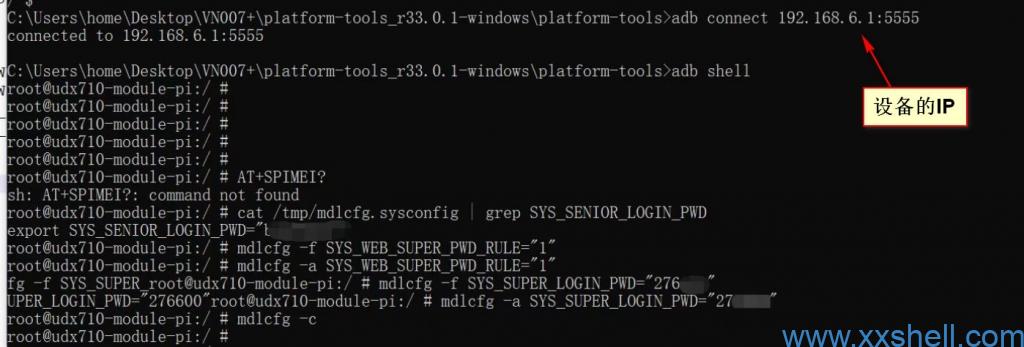 / $
C:\Users\home\Desktop\VN007+\platform-tools_r33.0.1-windows\platform-tools>adb connect 192.168.6.1:5555
connected to 192.168.6.1:5555
C:\Users\home\Desktop\VN007+\platform-tools_r33.0.1-windows\platform-tools>adb shell
设备的IP
root@udx710-module-pi:/ #
root@udx710-module-pi:/ #
root@udx710-module-pi:/ #
root@udx710-module-pi:/ #
root@udx710-module-pi:/ #
root@udx710-module-pi:/ # AT+SPIMEI?
sh: AT+SPIMEI?: command not found
root@udx710-module-pi:/ # cat /tmp/mdlcfg.sysconfig | grep SYS_SENIOR_LOGIN_PWD
export SYS_SENIOR_LOGIN_PWD="
root@udx710-module-pi:/ # mdlcfg -f SYS_WEB_SUPER_PWD_RULE="1"
root@udx710-module-pi:/ # mdlcfg -a SYS_WEB_SUPER_PWD_RULE="1"
fg -f SYS_SUPER_root@udx710-module-pi:/ # mdlcfg -f SYS_SUPER_LOGIN_PWD="276"
UPER_LOGIN_PWD="276600"root@udx710-module-pi:/ # mdlcfg -a SYS_SUPER_LOGIN_PWD="27"
root@udx710-module-pi:/ # mdlcfg -c
root@udx710-module-pi:/ #
www.xxshell.com